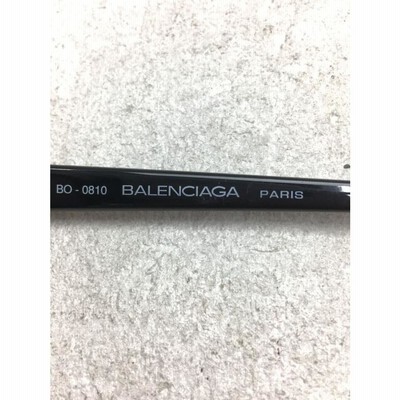 BO - 0810 BALENCIAGA PARIS